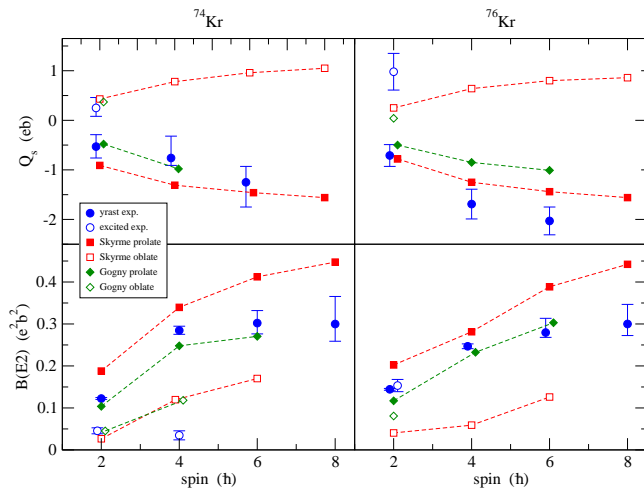 ⁷⁴Kr ⁷⁶Kr
1
0
-1
-2
Q_s (eb)
yrast exp.
excited exp.
Skyrme prolate
Skyrme oblate
Gogny prolate
Gogny oblate
0.4
0.3
0.2
0.1
0
B(E2) (e²b²)
2 4 6 8 2 4 6 8
spin (ħ) spin (ħ)